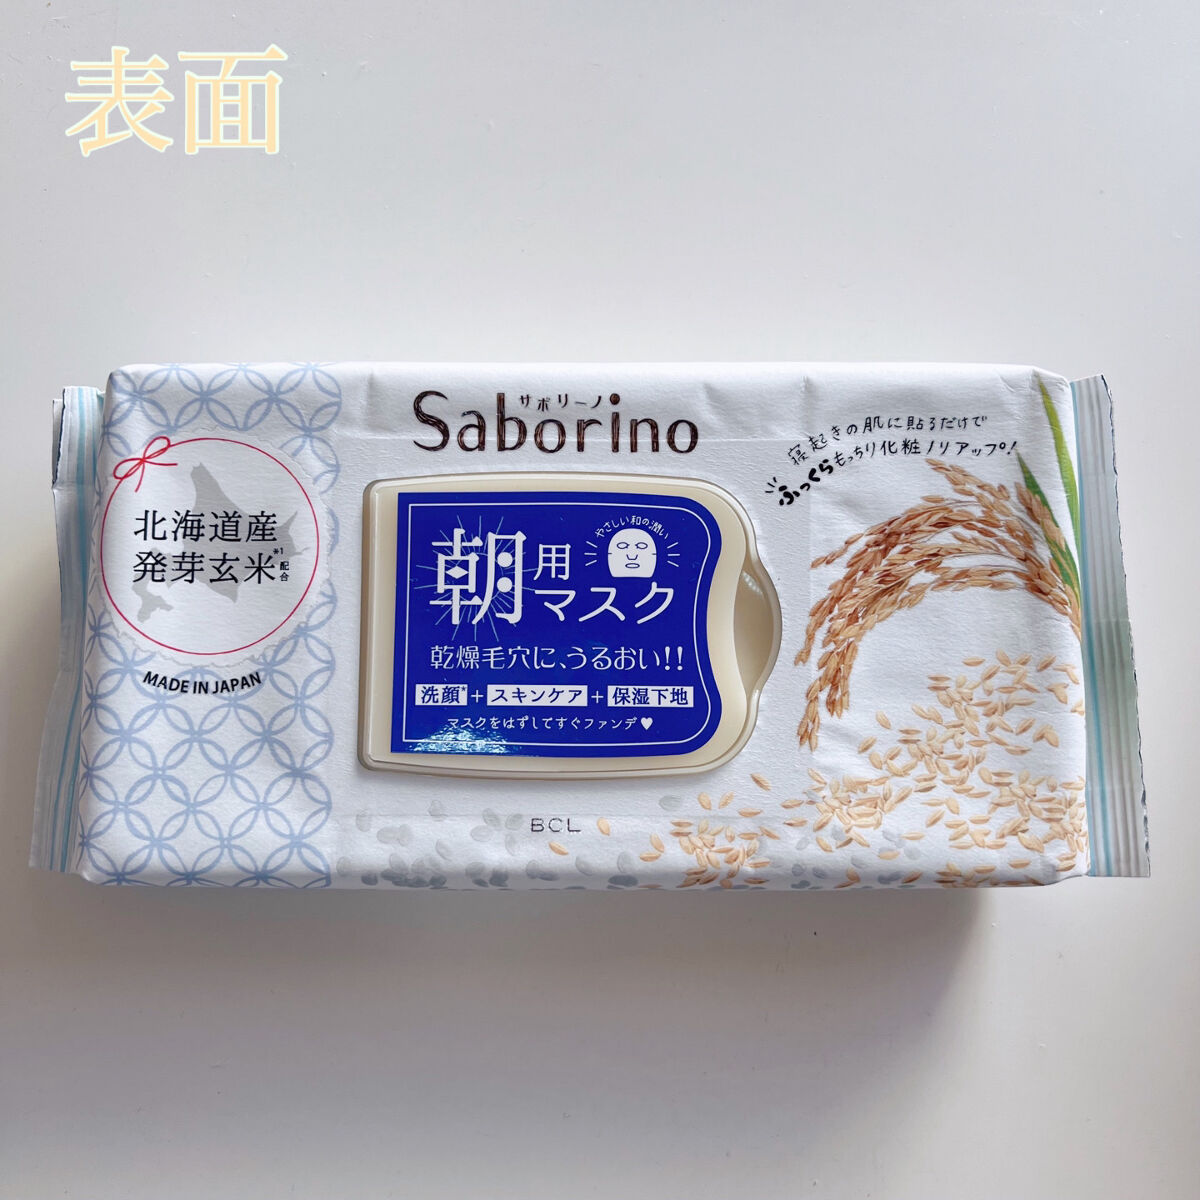 表面
サボリーノ
Saborino
寝起きの肌に貼るだけで
ふっくらもっちり化粧ノリアップ!
北海道産
発芽玄米*1配合
MADE IN JAPAN
やさしい和の潤い
朝用マスク
乾燥毛穴に、うるおい!!
洗顔*+スキンケア+保湿下地
マスクをはずしてすぐファンデ♥
BCL